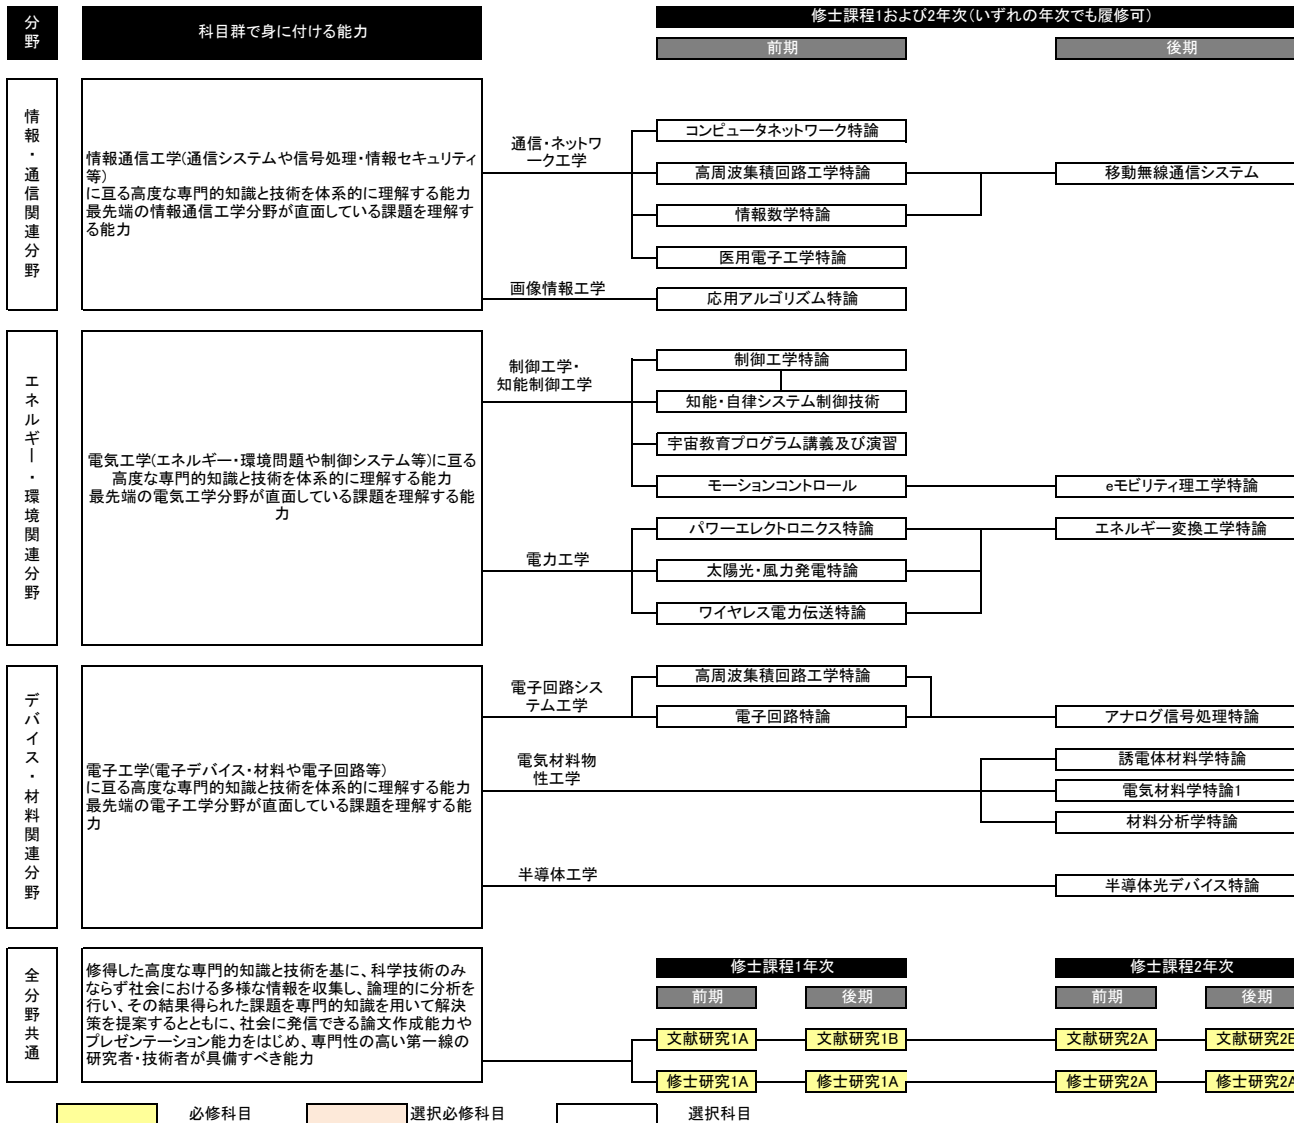 分野
科目群で身に付ける能力
修士課程1および2年次(いずれの年次でも履修可)
前期
後期
情報・通信関連分野
情報通信工学(通信システムや信号処理・情報セキュリティ
等)
に亘る高度な専門的知識と技術を体系的に理解する能力
最先端の情報通信工学分野が直面している課題を理解す
る能力
通信・ネットワ
ーク工学
コンピュータネットワーク特論
高周波集積回路工学特論
移動無線通信システム
情報数学特論
医用電子工学特論
画像情報工学
応用アルゴリズム特論
エネルギー・環境関連分野
電気工学(エネルギー・環境問題や制御システム等)に亘る
高度な専門的知識と技術を体系的に理解する能力
最先端の電気工学分野が直面している課題を理解する能
力
制御工学・
知能制御工学
制御工学特論
知能・自律システム制御技術
宇宙教育プログラム講義及び演習
モーションコントロール
eモビリティ理工学特論
電力工学
パワーエレクトロニクス特論
エネルギー変換工学特論
太陽光・風力発電特論
ワイヤレス電力伝送特論
デバイス・材料関連分野
電子工学(電子デバイス・材料や電子回路等)
に亘る高度な専門的知識と技術を体系的に理解する能力
最先端の電子工学分野が直面している課題を理解する能
力
電子回路シス
テム工学
高周波集積回路工学特論
電子回路特論
アナログ信号処理特論
電気材料物
性工学
誘電体材料学特論
電気材料学特論1
材料分析学特論
半導体工学
半導体光デバイス特論
全分野共通
修得した高度な専門的知識と技術を基に、科学技術のみ
ならず社会における多様な情報を収集し、論理的に分析を
行い、その結果得られた課題を専門的知識を用いて解決
策を提案するとともに、社会に発信できる論文作成能力や
プレゼンテーション能力をはじめ、専門性の高い第一線の
研究者・技術者が具備すべき能力
修士課程1年次
修士課程2年次
前期
後期
前期
後期
文献研究1A
文献研究1B
文献研究2A
文献研究2B
修士研究1A
修士研究1A
修士研究2A
修士研究2A
必修科目
選択必修科目
選択科目